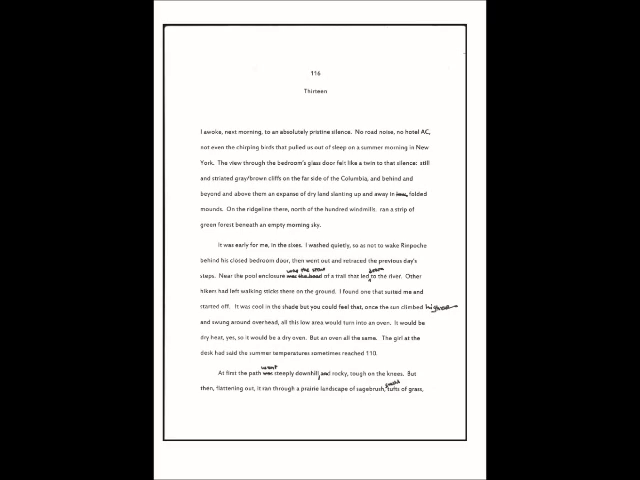 116
Thirteen
I awoke, next morning, to an absolutely pristine silence. No road noise, no hotel AC,
not even the chirping birds that pulled us out of sleep on a summer morning in New
York. The view through the bedroom's glass door felt like a twin to that silence: still
and striated gray/brown cliffs on the far side of the Columbia, and behind and
beyond and above them an expanse of dry land slanting up and away in folded
mounds. On the ridgeline there, north of the hundred windmills ran a strip of
green forest beneath an empty morning sky.
It was early for me, in the sixes. I washed quietly, so as not to wake Rinpoche
behind his closed bedroom door, then went out and retraced the previous day's
was the start down
steps. Near the pool enclosure was the head of a trail that led to the river. Other
hikers had left walking sticks there on the ground. I found one that suited me and
started off. It was cool in the shade but you could feel that, once the sun climbed higher
and swung around overhead, all this low area would turn into an oven. It would be
dry heat, yes, so it would be a dry oven. But an oven all the same. The girl at the
desk had said the summer temperatures sometimes reached 110.
went
At first the path was steeply downhill, and rocky, tough on the knees. But
then, flattening out, it ran through a prairie landscape of sagebrush, tufts of grass,